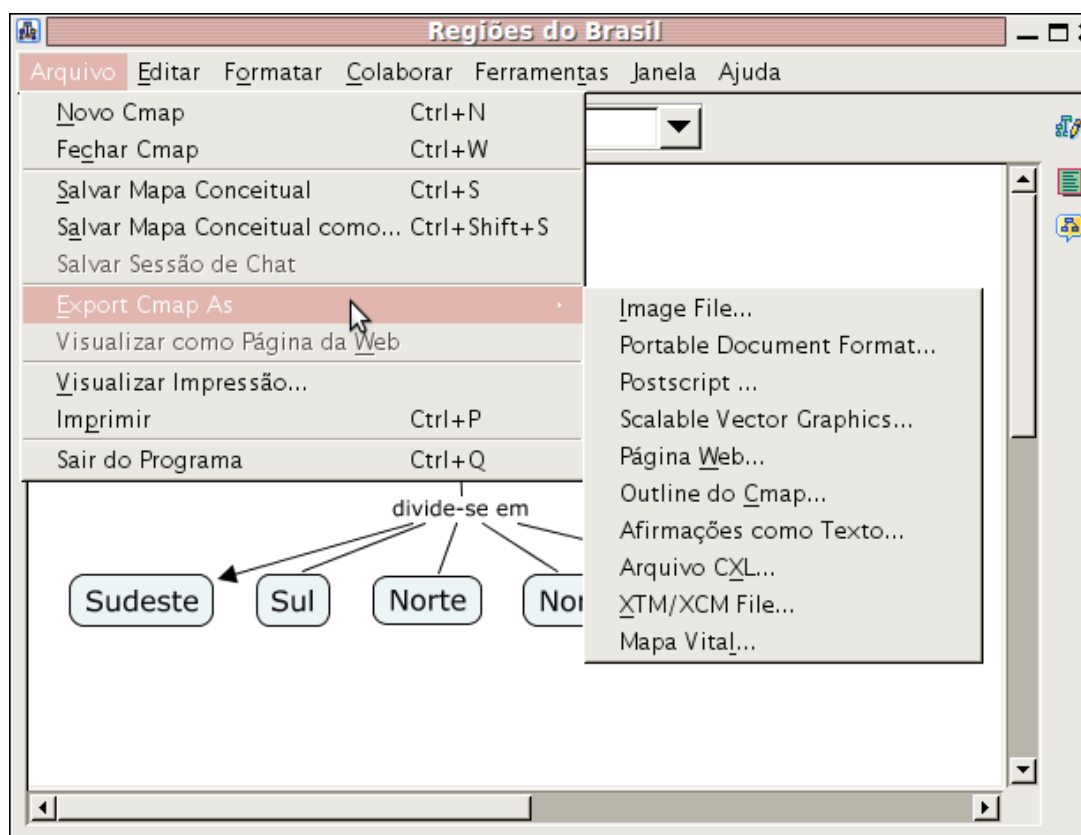 Regiões do Brasil
Arquivo Editar Formatar Colaborar Ferramentas Janela Ajuda
Novo Cmap Ctrl+N
Fechar Cmap Ctrl+W
Salvar Mapa Conceitual Ctrl+S
Salvar Mapa Conceitual como... Ctrl+Shift+S
Salvar Sessão de Chat
Export Cmap As
Visualizar como Página da Web
Visualizar Impressão...
Imprimir Ctrl+P
Sair do Programa Ctrl+Q
Image File...
Portable Document Format...
Postscript ...
Scalable Vector Graphics...
Página Web...
Outline do Cmap...
Afirmações como Texto...
Arquivo CXL...
XTM/XCM File...
Mapa Vital...
divide-se em
Sudeste Sul Norte